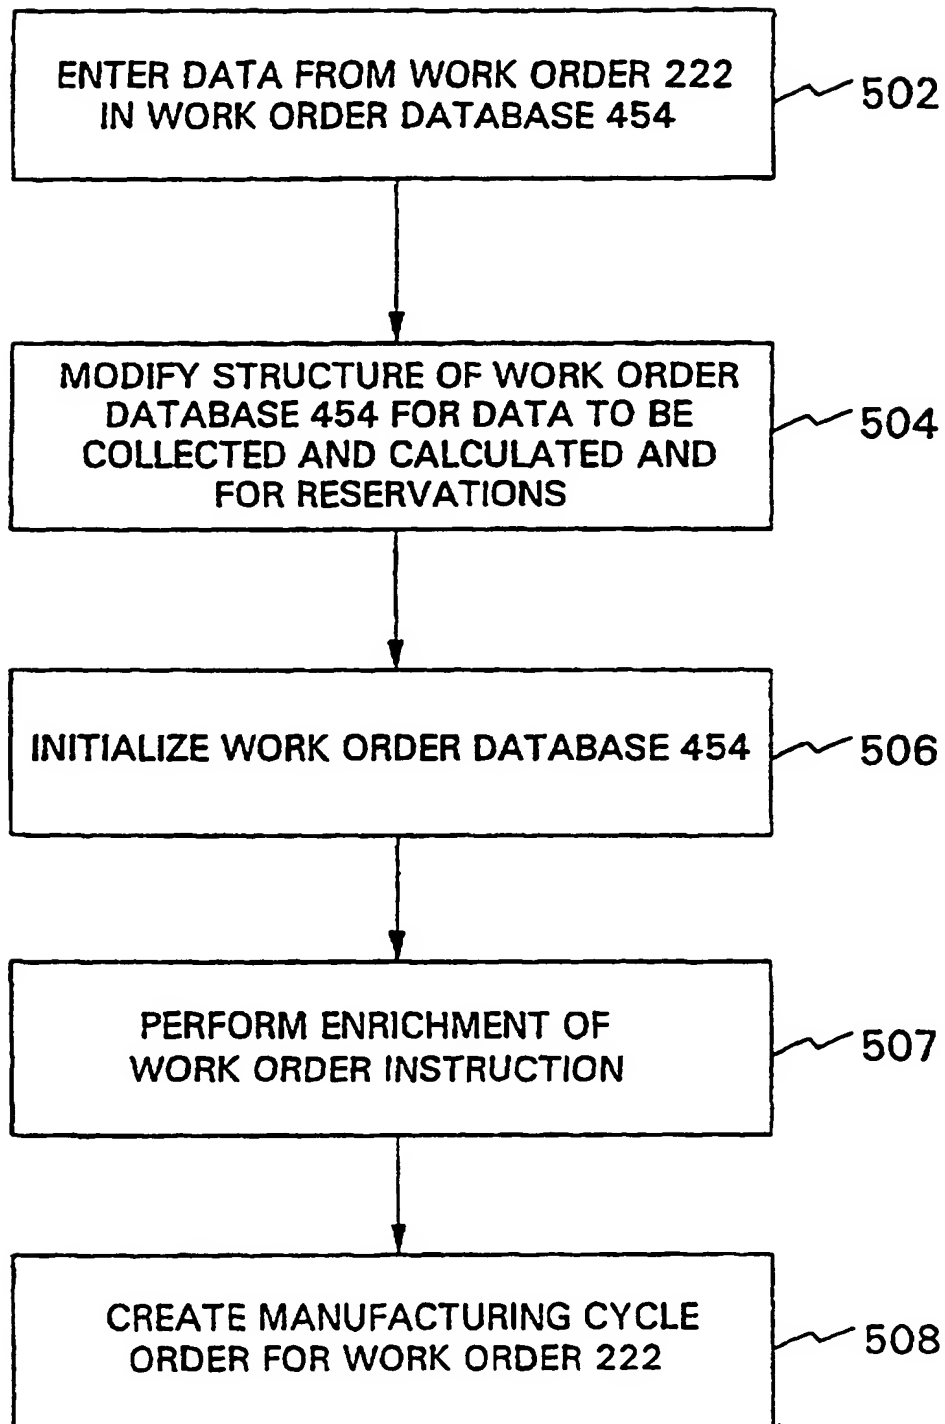 ENTER DATA FROM WORK ORDER 222
IN WORK ORDER DATABASE 454
502
MODIFY STRUCTURE OF WORK ORDER
DATABASE 454 FOR DATA TO BE
COLLECTED AND CALCULATED AND
FOR RESERVATIONS
504
INITIALIZE WORK ORDER DATABASE 454
506
PERFORM ENRICHMENT OF
WORK ORDER INSTRUCTION
507
CREATE MANUFACTURING CYCLE
ORDER FOR WORK ORDER 222
508